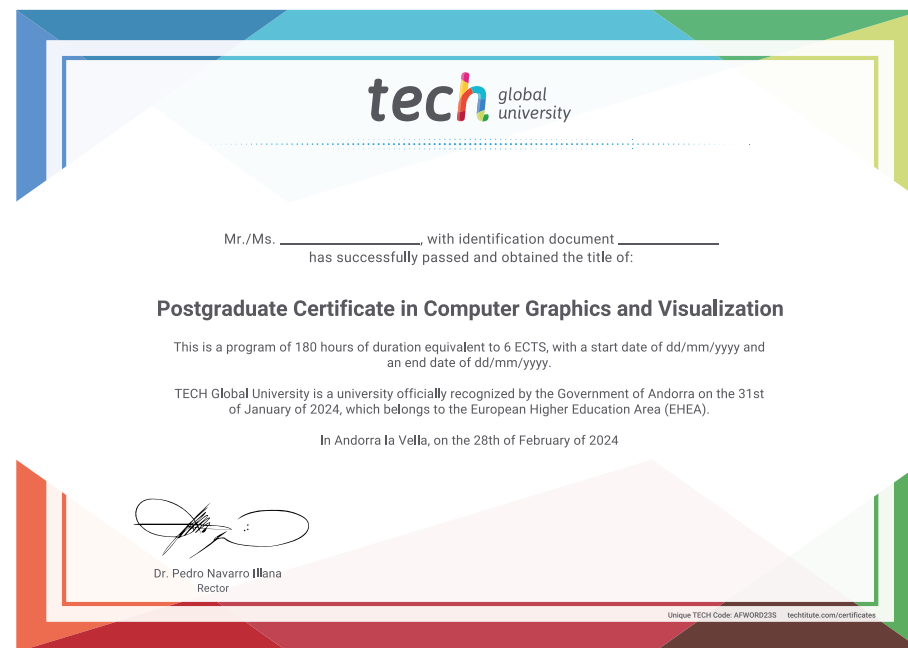 tech global
university
Mr./Ms. ____________________, with identification document ______________
has successfully passed and obtained the title of:
Postgraduate Certificate in Computer Graphics and Visualization
This is a program of 180 hours of duration equivalent to 6 ECTS, with a start date of dd/mm/yyyy and
an end date of dd/mm/yyyy.
TECH Global University is a university officially recognized by the Government of Andorra on the 31st
of January of 2024, which belongs to the European Higher Education Area (EHEA).
In Andorra la Vella, on the 28th of February of 2024
Dr. Pedro Navarro Illana
Rector
Unique TECH Code: AFWORD23S techtitute.com/certificates